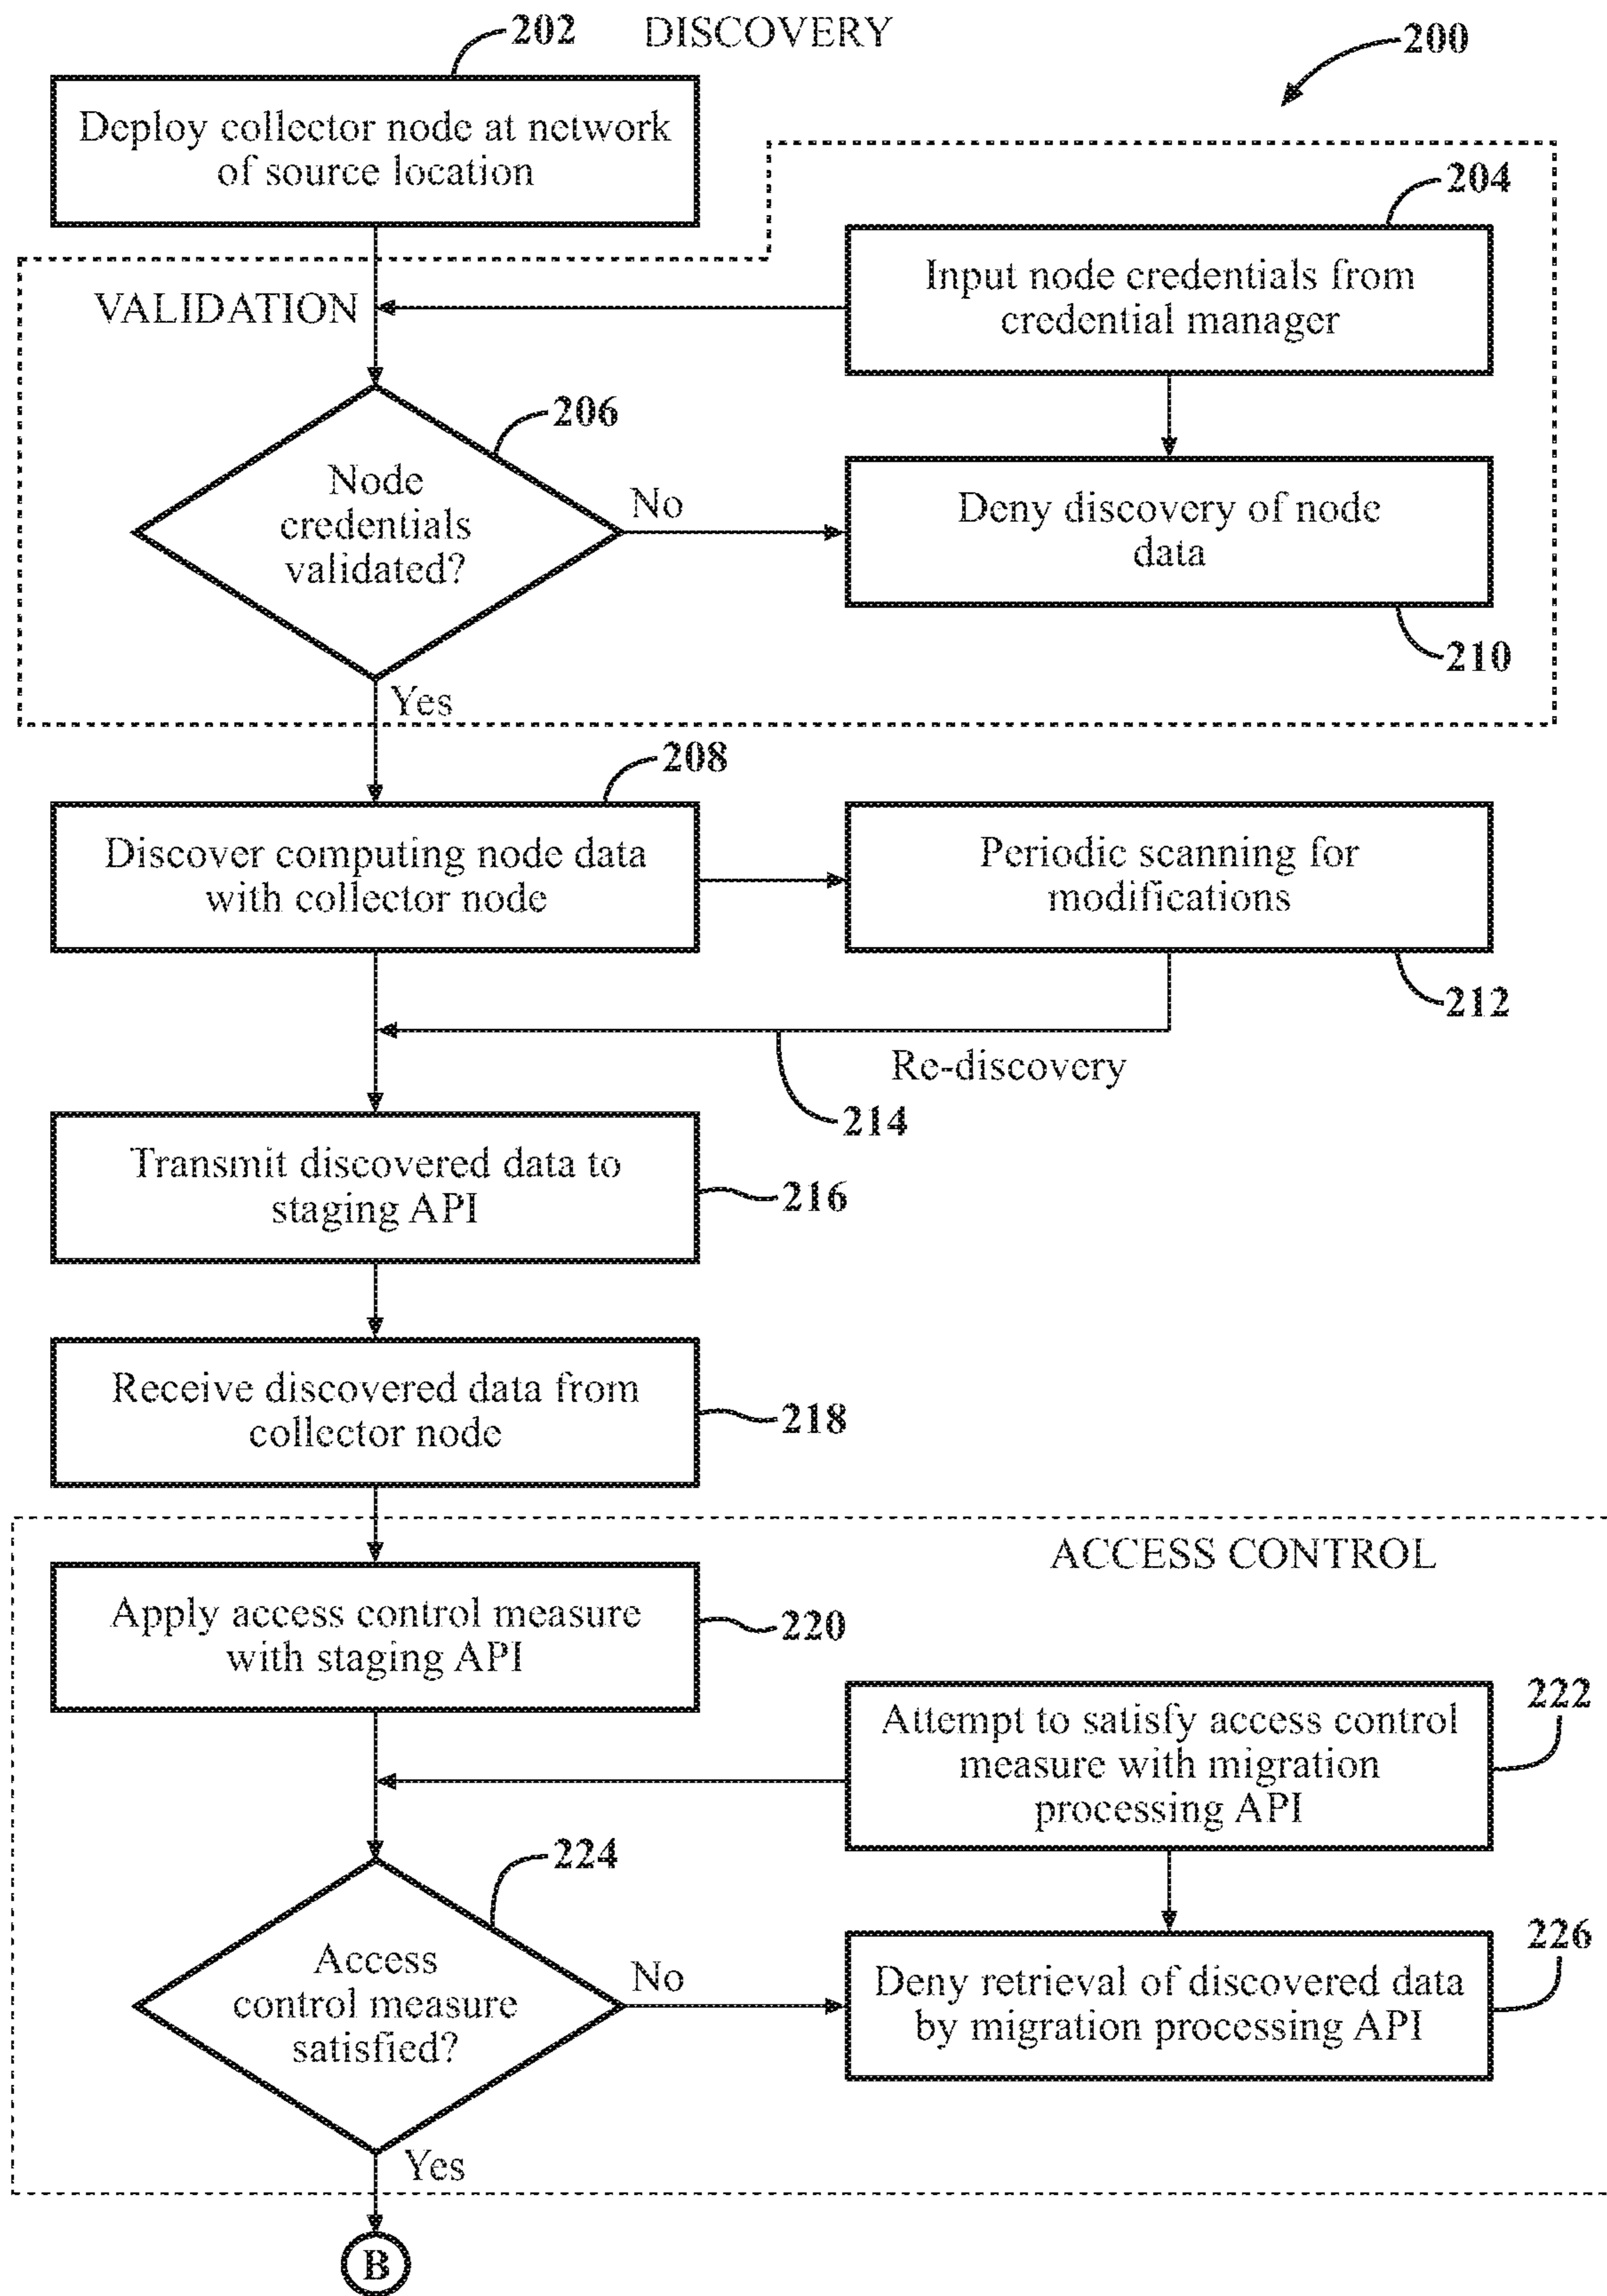 202
DISCOVERY
200
Deploy collector node at network
of source location
204
Input node credentials from
credential manager
VALIDATION
206
Node
credentials
validated?
No
Deny discovery of node
data
210
Yes
208
Discover computing node data
with collector node
Periodic scanning for
modifications
212
Re-discovery
214
Transmit discovered data to
staging API
216
Receive discovered data from
collector node
218
ACCESS CONTROL
Apply access control measure
with staging API
220
222
Attempt to satisfy access control
measure with migration
processing API
224
Access
control measure
satisfied?
No
226
Deny retrieval of discovered data
by migration processing API
Yes
B